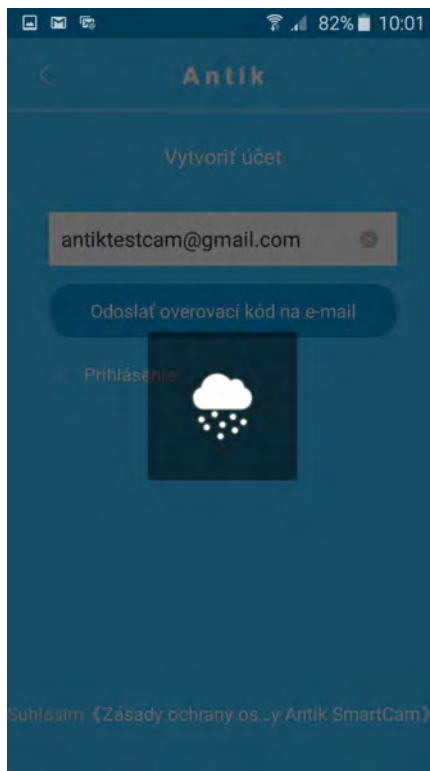 82% 10:01
Antik
Vytvoriť účet
antiktestcam@gmail.com
Odoslať overovací kód na e-mail
Prihlásenie
Súhlasím 《Zásady ochrany os...y Antik SmartCam》